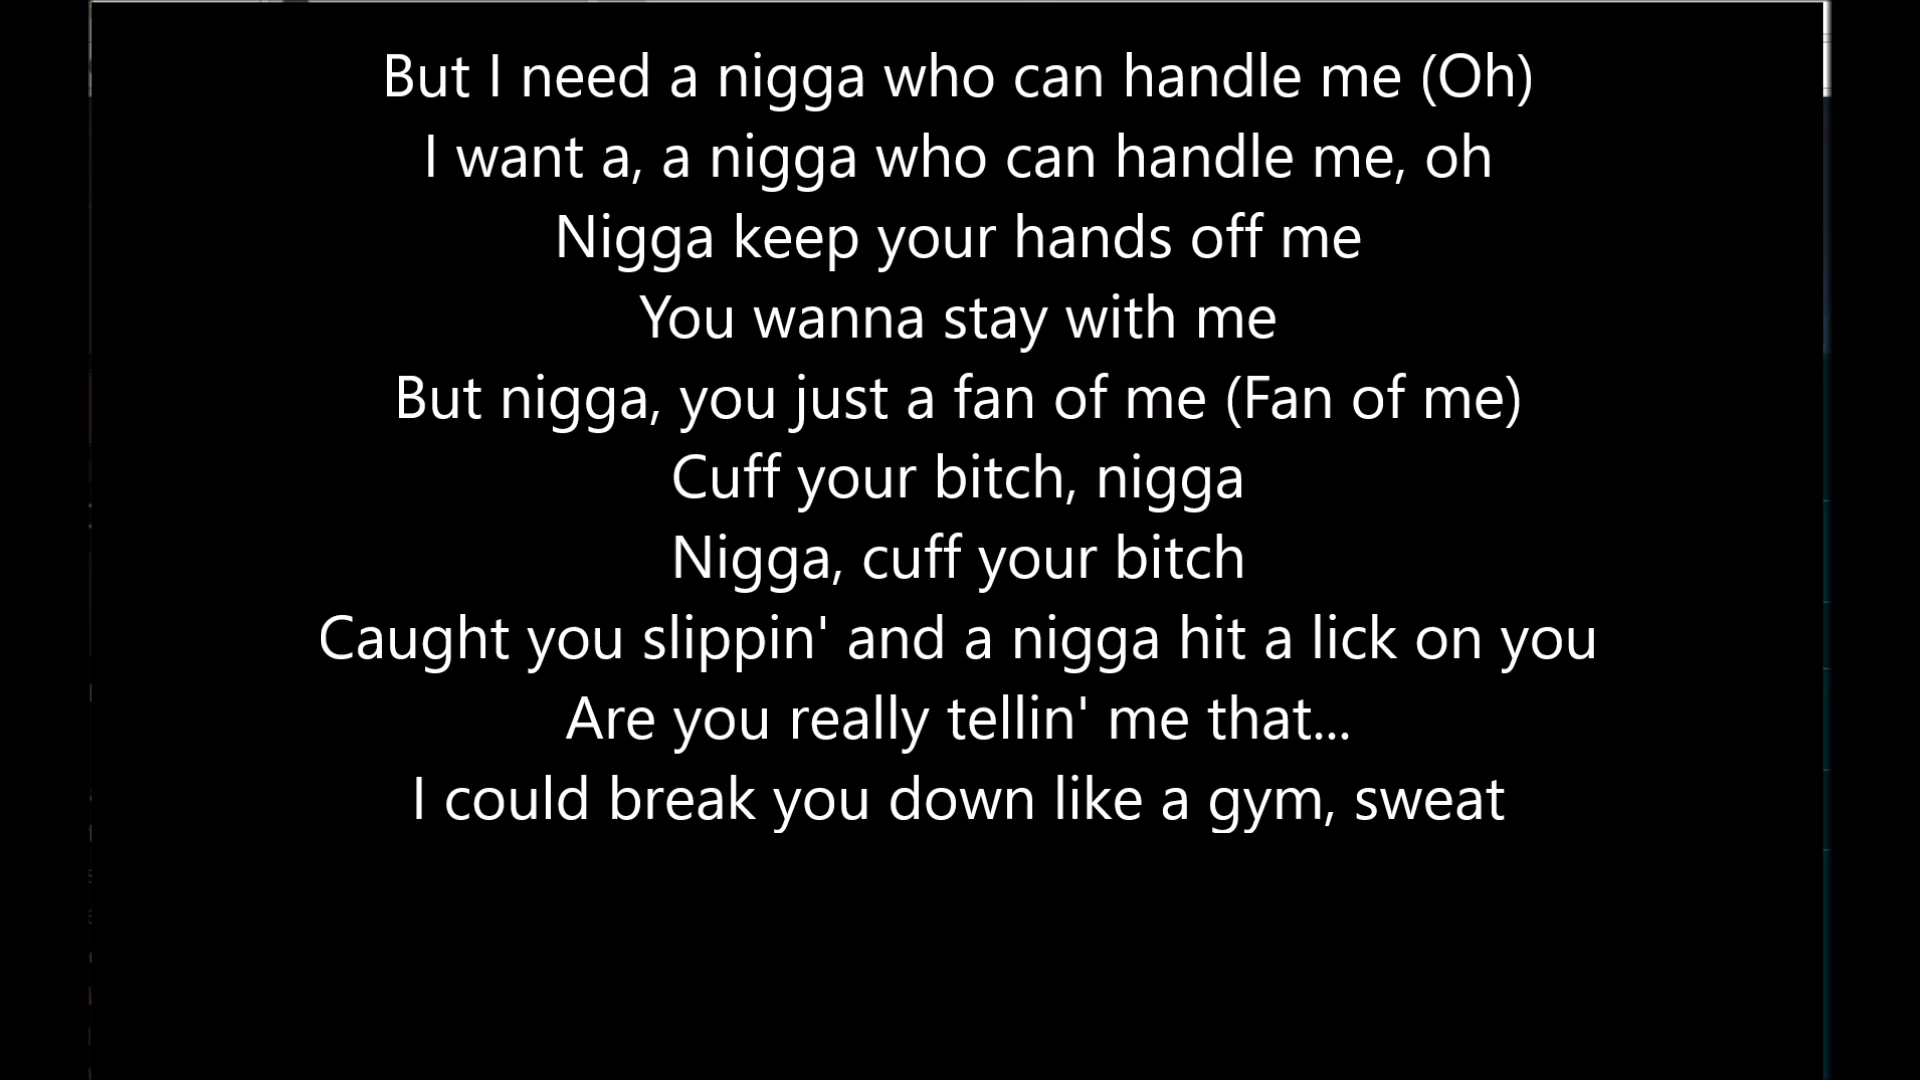 But I need a nigga who can handle me (Oh)
I want a, a nigga who can handle me, oh
Nigga keep your hands off me
You wanna stay with me
But nigga, you just a fan of me (Fan of me)
Cuff your bitch, nigga
Nigga, cuff your bitch
Caught you slippin' and a nigga hit a lick on you
Are you really tellin' me that...
I could break you down like a gym, sweat